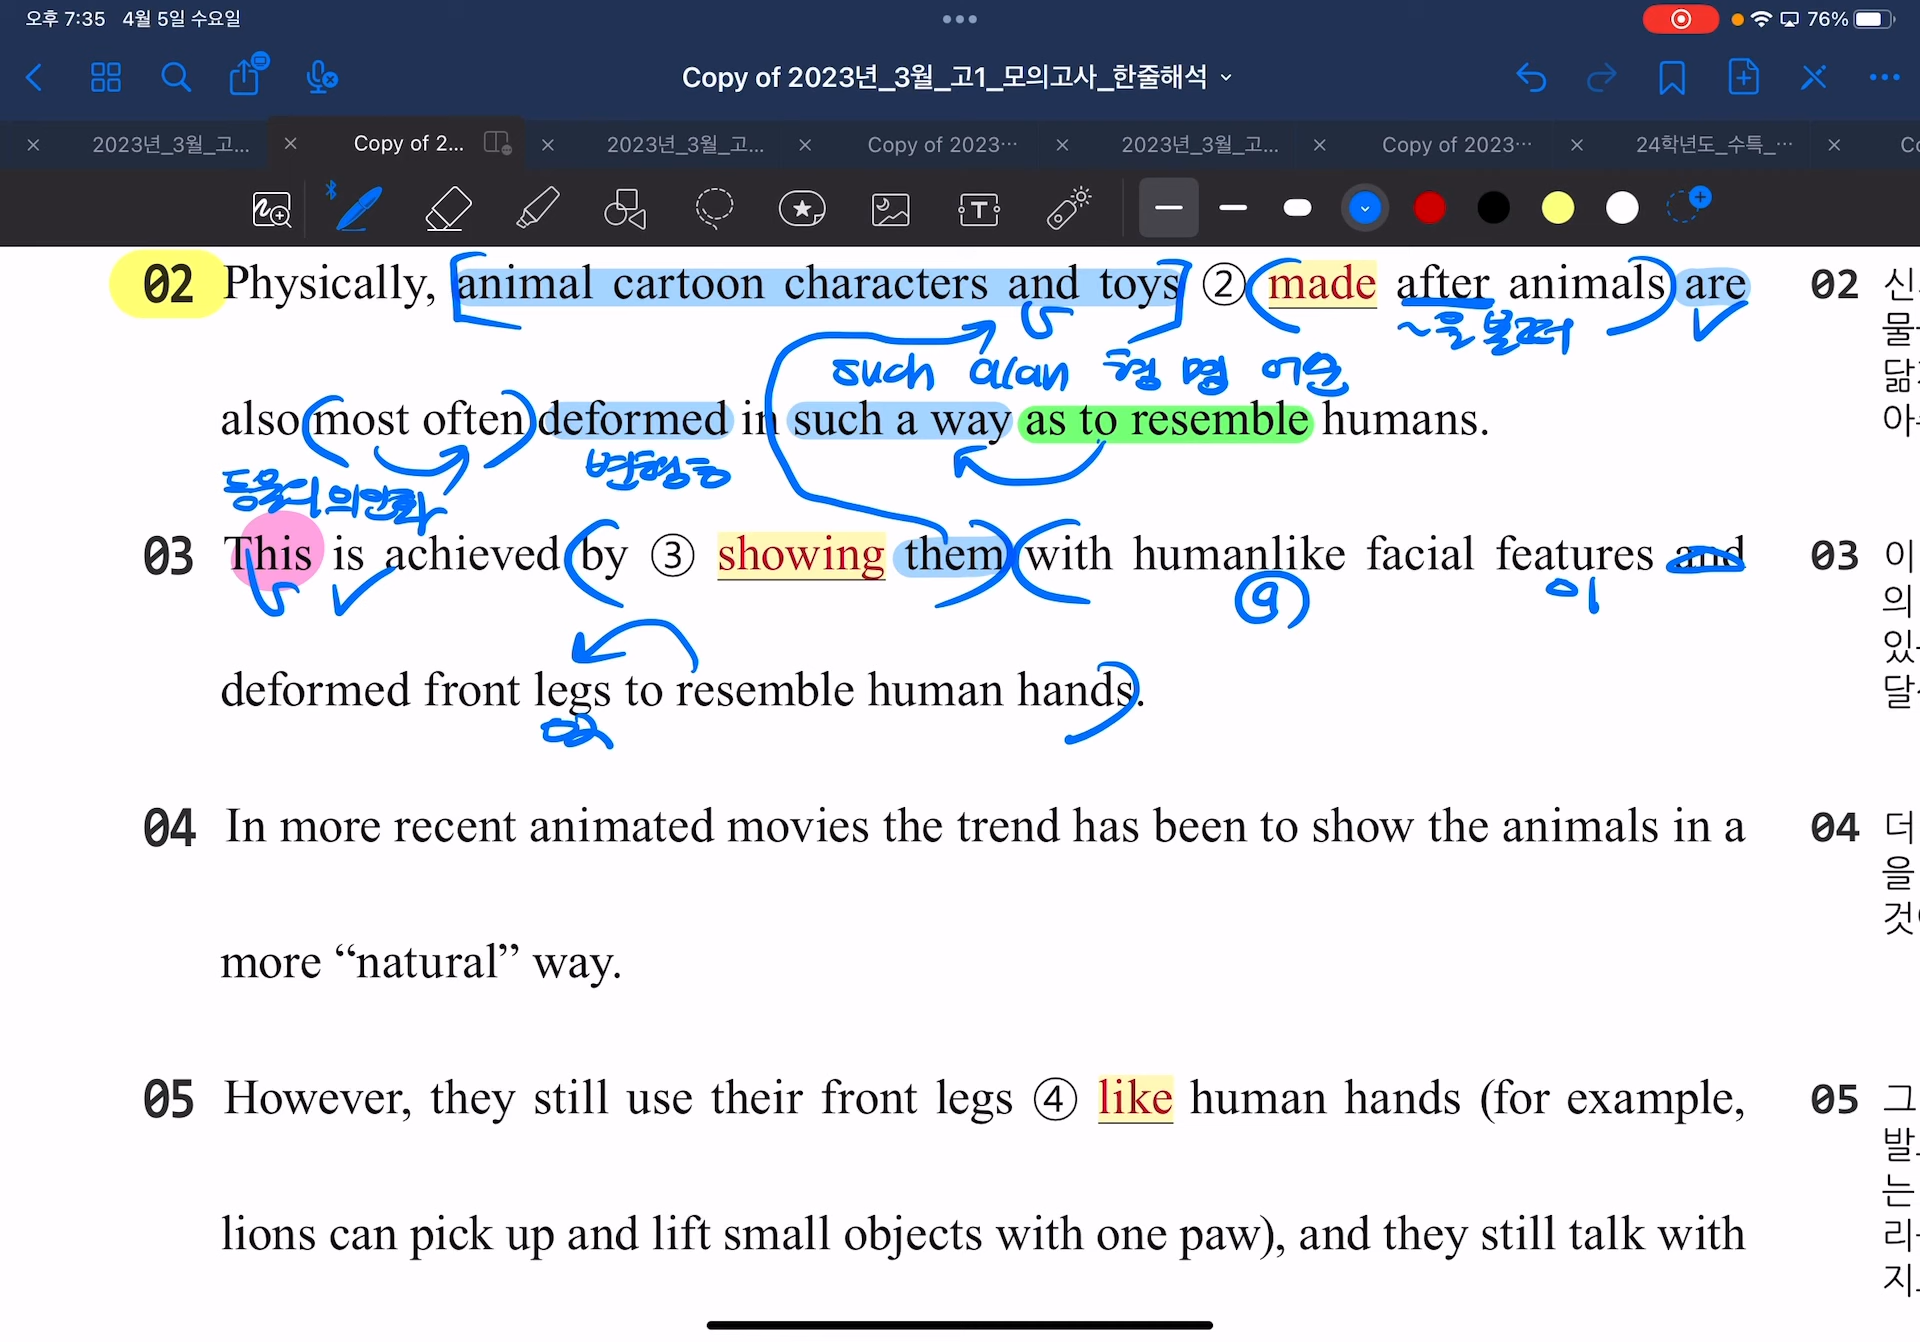 오후 7:35 4월 5일 수요일
76%
Copy of 2023년_3월_고1_모의고사_한줄해석
2023년_3월_고...
Copy of 2...
2023년_3월_고...
Copy of 2023...
2023년_3월_고...
Copy of 2023...
24학년도_수특_...
02 Physically, animal cartoon characters and toys ② made after animals are
~을 본떠
such a/an 형 명 어순
also most often deformed in such a way as to resemble humans.
변형된
동물의 의인화
03 This is achieved by ③ showing them with humanlike facial features and
deformed front legs to resemble human hands.
04 In more recent animated movies the trend has been to show the animals in a
more “natural” way.
05 However, they still use their front legs ④ like human hands (for example,
lions can pick up and lift small objects with one paw), and they still talk with
02
03 이
의
04 더
을
05 그
는